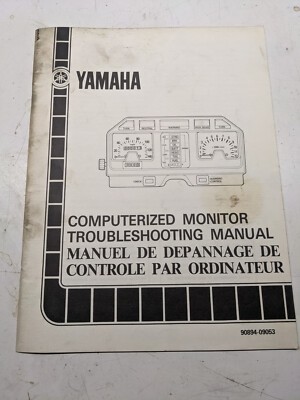 YAMAHA
COMPUTERIZED MONITOR
TROUBLESHOOTING MANUAL
MANUEL DE DEPANNAGE DE
CONTROLE PAR ORDINATEUR
90894-09053